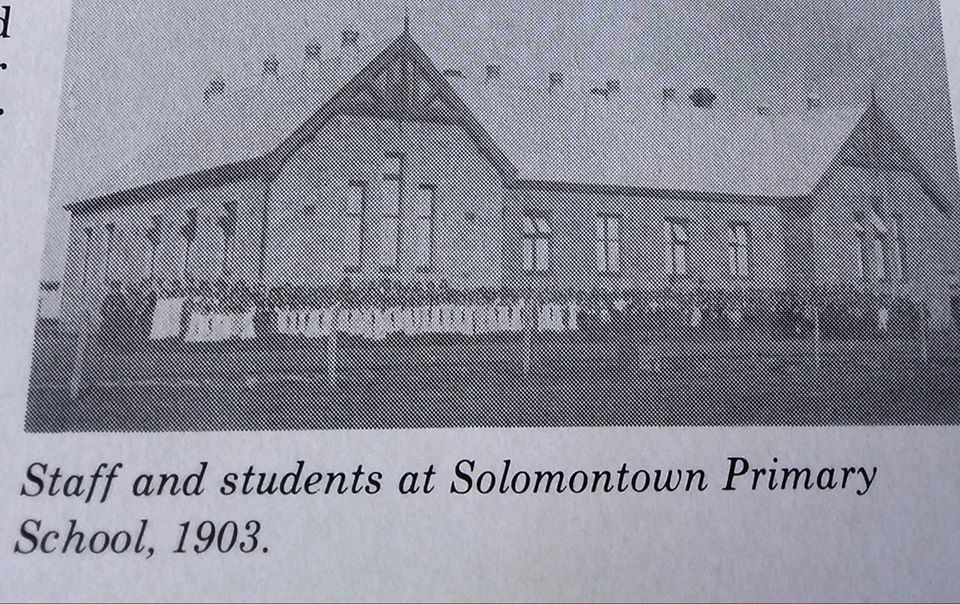 Staff and students at Solomontown Primary
School, 1903.